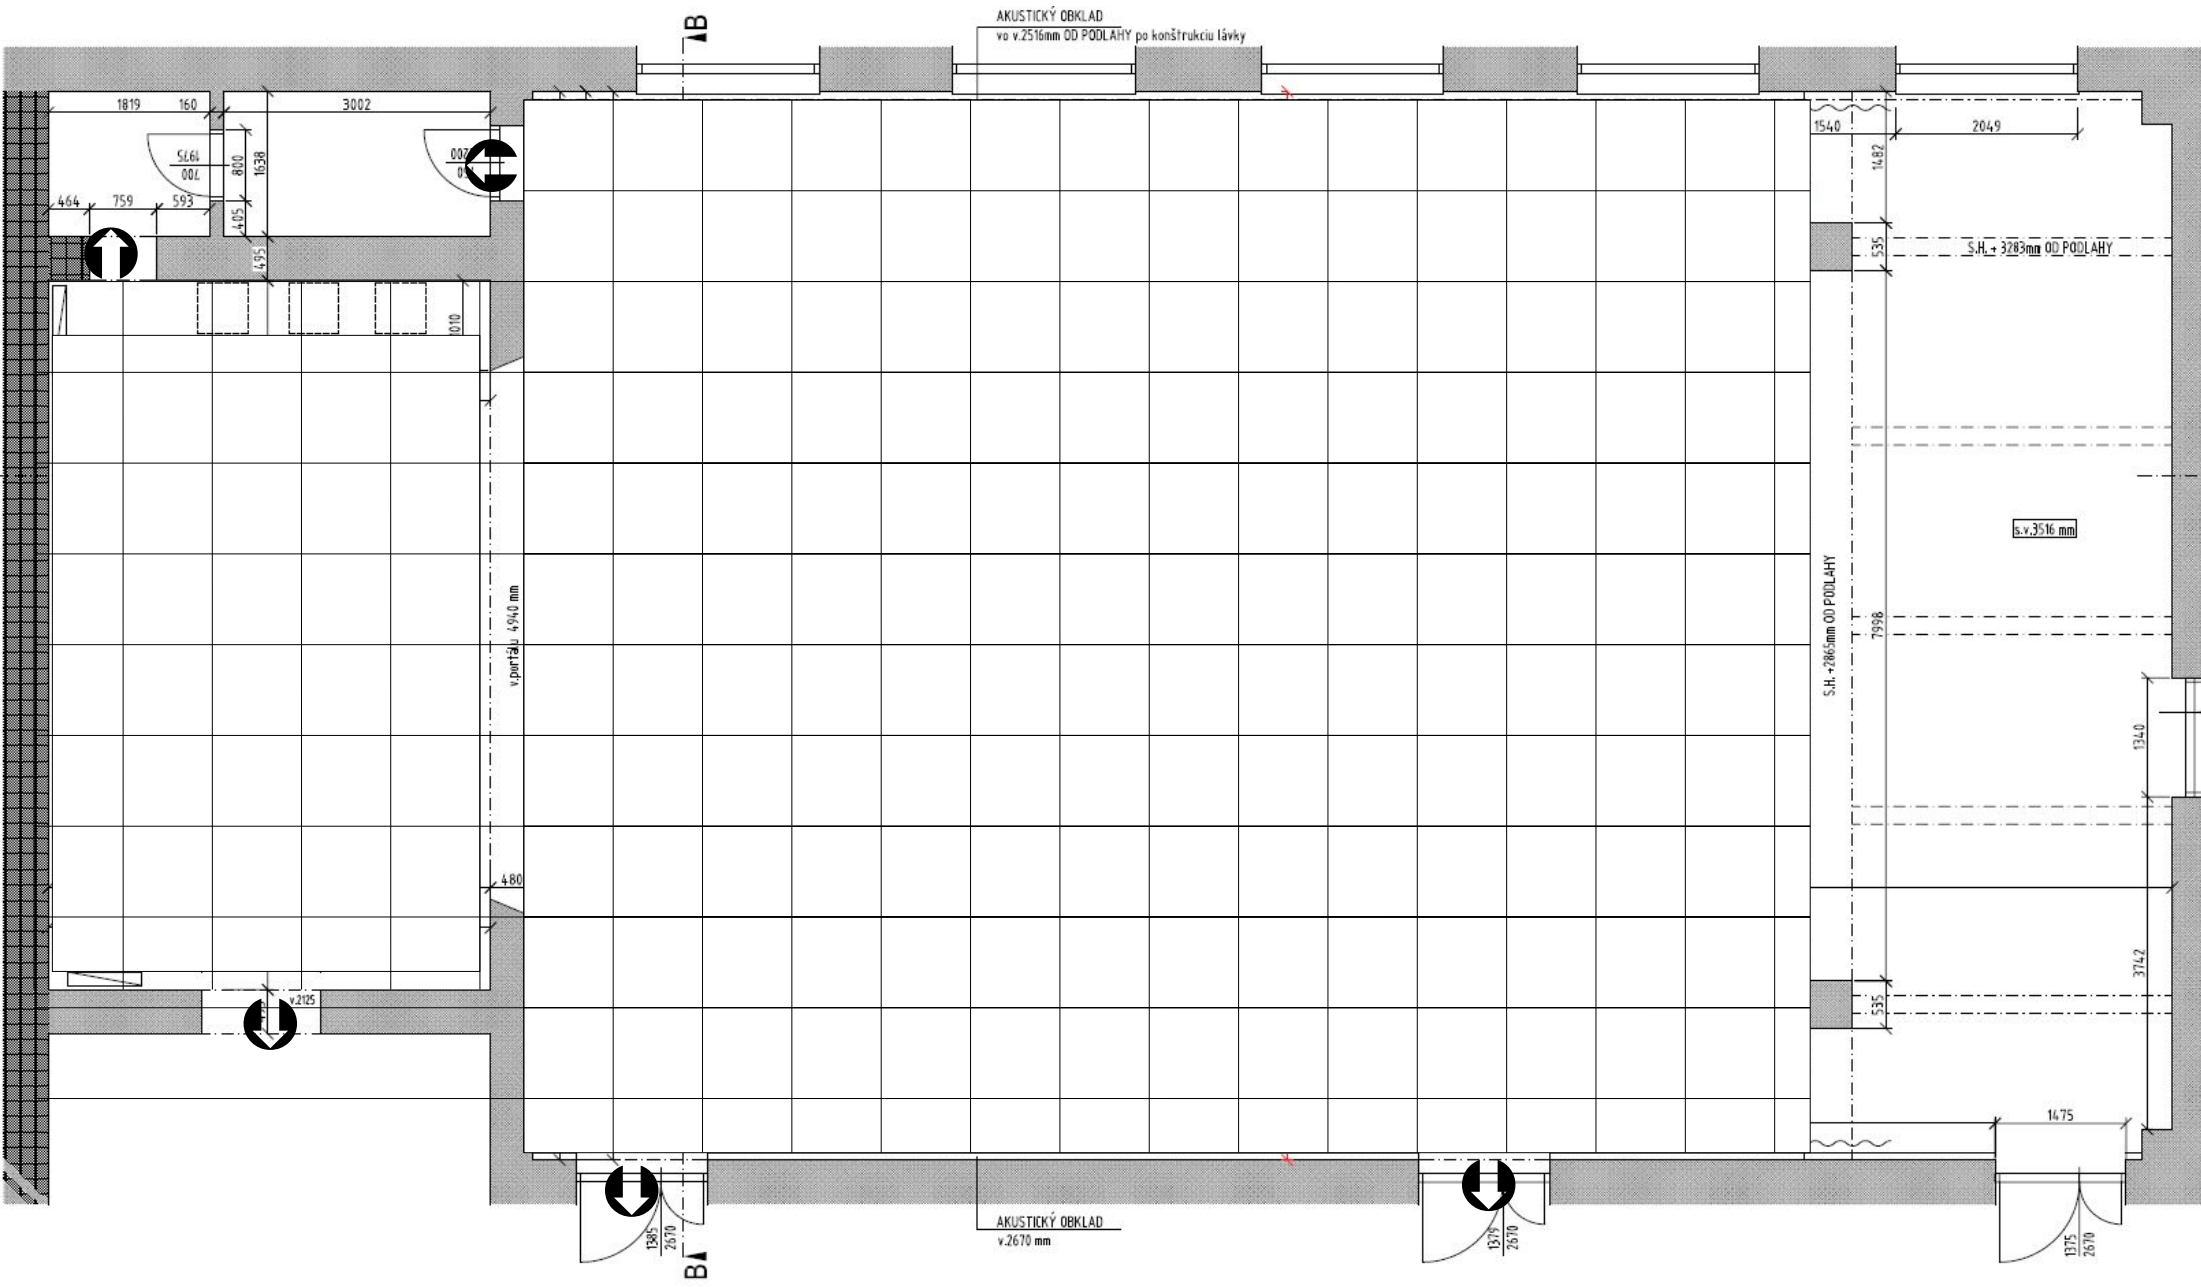 B
AKUSTICKÝ OBKLAD
vo v.2516mm OD PODLAHY po konštrukciu lávky
1819
160
3002
1540
2049
1975
700
800
1638
1482
464
759
593
405
495
535
S.H. + 3283mm OD PODLAHY
s.v.3516 mm
v.portálu 4940 mm
S.H. +2865mm OD PODLAHY
7998
1340
480
3742
v.2125
535
1475
AKUSTICKÝ OBKLAD
v.2670 mm
1385
2670
1379
2670
1375
2670
B